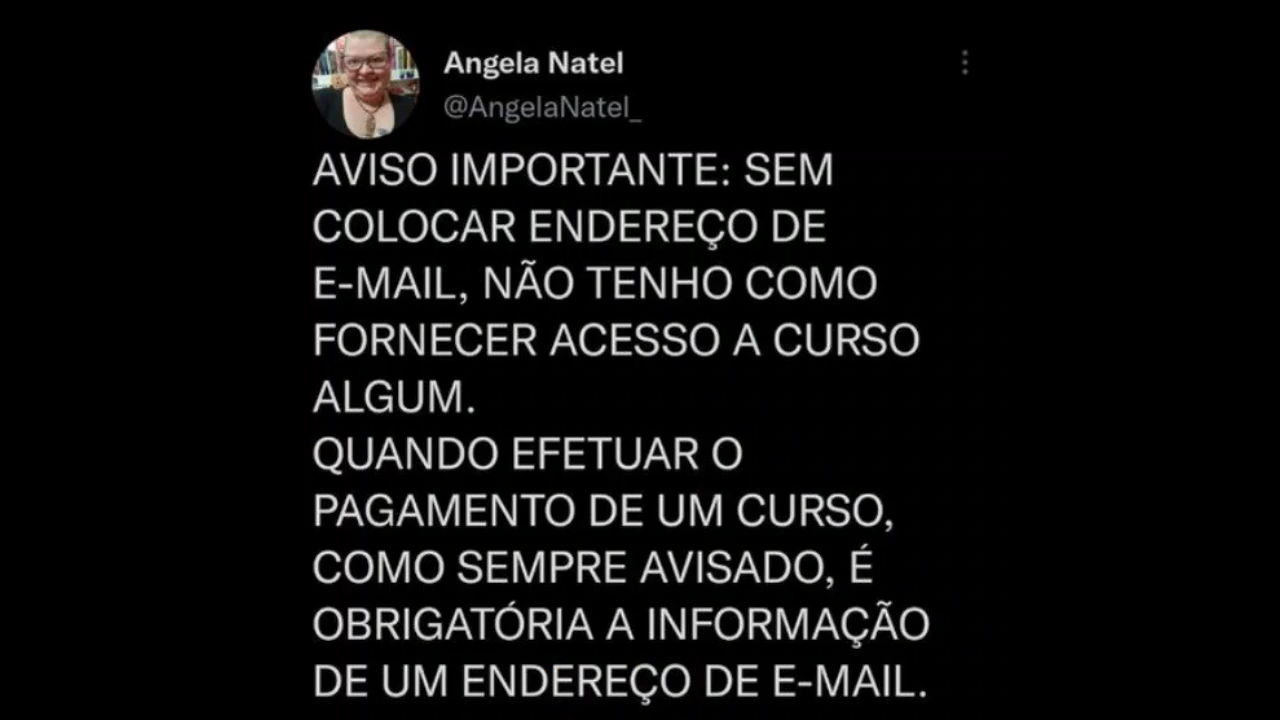 Angela Natel
@AngelaNatel_
AVISO IMPORTANTE: SEM
COLOCAR ENDEREÇO DE
E-MAIL, NÃO TENHO COMO
FORNECER ACESSO A CURSO
ALGUM.
QUANDO EFETUAR O
PAGAMENTO DE UM CURSO,
COMO SEMPRE AVISADO, É
OBRIGATÓRIA A INFORMAÇÃO
DE UM ENDEREÇO DE E-MAIL.